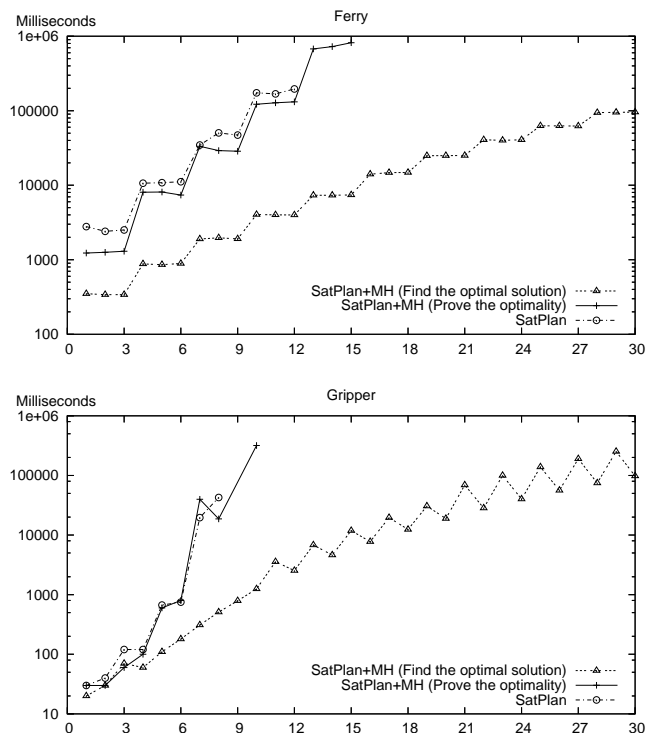 Ferry
Milliseconds
1e+06
100000
10000
1000
100
SatPlan+MH (Find the optimal solution)
SatPlan+MH (Prove the optimality)
SatPlan
0 3 6 9 12 15 18 21 24 27 30
Gripper
Milliseconds
1e+06
100000
10000
1000
100
10
SatPlan+MH (Find the optimal solution)
SatPlan+MH (Prove the optimality)
SatPlan
0 3 6 9 12 15 18 21 24 27 30